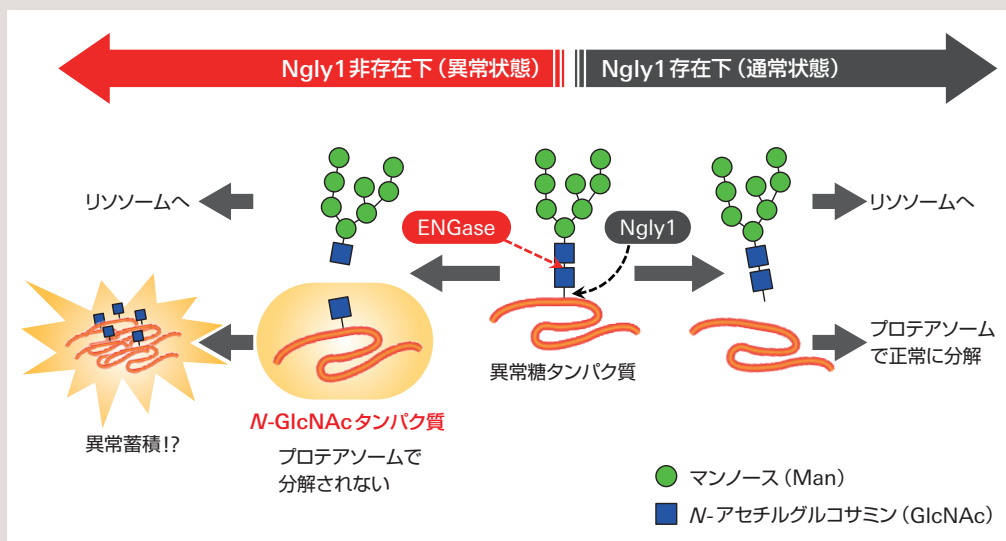 Ngly1非存在下（異常状態）
Ngly1存在下（通常状態）
リソソームへ
ENGase
Ngly1
リソソームへ
異常糖タンパク質
プロテアソーム
で正常に分解
N-GlcNAcタンパク質
異常蓄積!?
プロテアソームで
分解されない
マンノース（Man）
N-アセチルグルコサミン（GlcNAc）